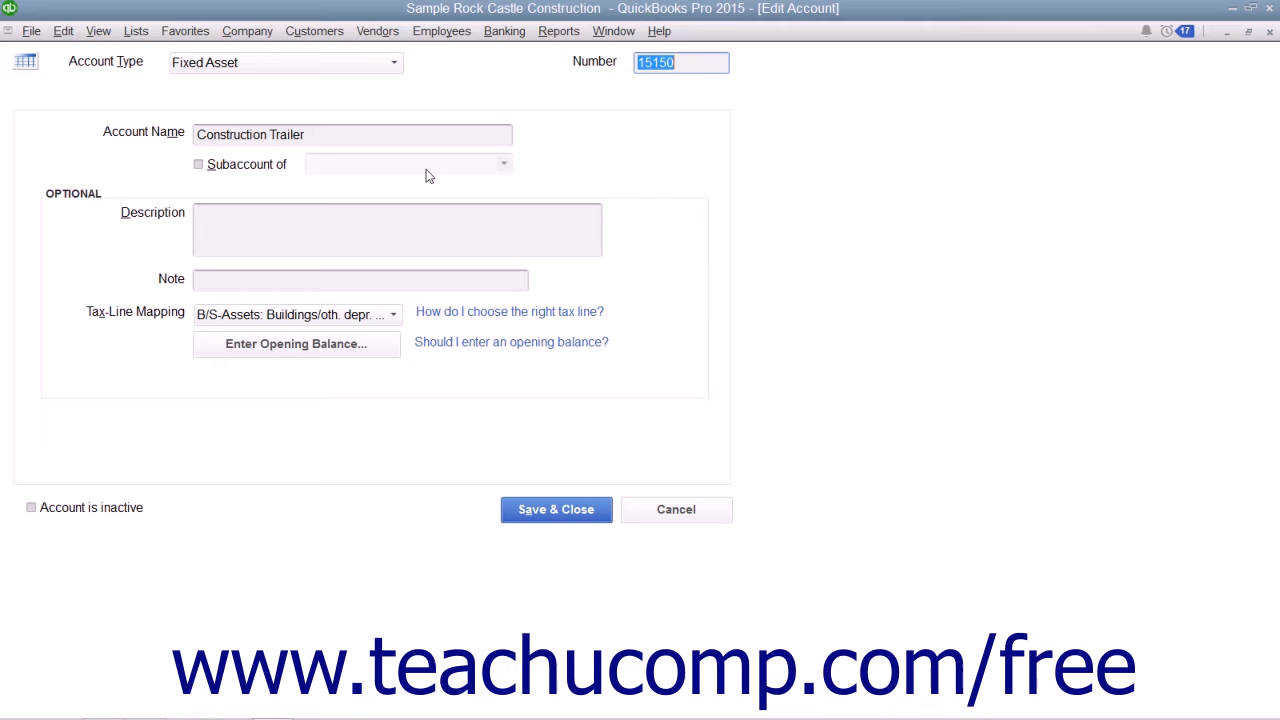 Sample Rock Castle Construction - QuickBooks Pro 2015 - [Edit Account]
File Edit View Lists Favorites Company Customers Vendors Employees Banking Reports Window Help 17
Account Type Fixed Asset Number 15150
Account Name Construction Trailer
Subaccount of
OPTIONAL
Description
Note
Tax-Line Mapping B/S-Assets: Buildings/oth. depr. ... How do I choose the right tax line?
Enter Opening Balance... Should I enter an opening balance?
Account is inactive Save & Close Cancel
www.teachucomp.com/free